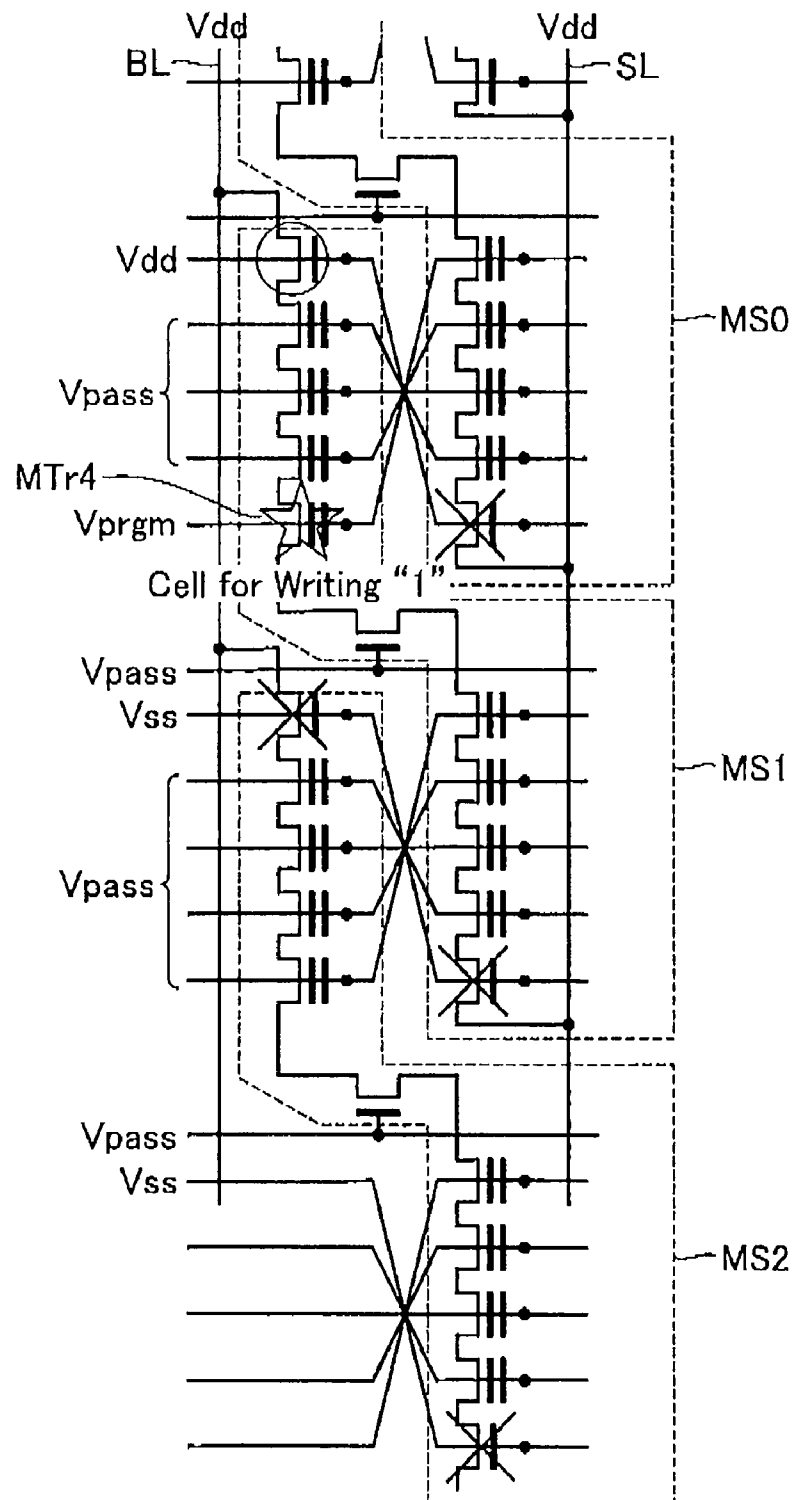 Vdd Vdd
BL SL
Vdd
MS0
Vpass
MTr4
Vprgm
Cell for Writing “1”
Vpass
Vss
MS1
Vpass
Vpass
Vss
MS2